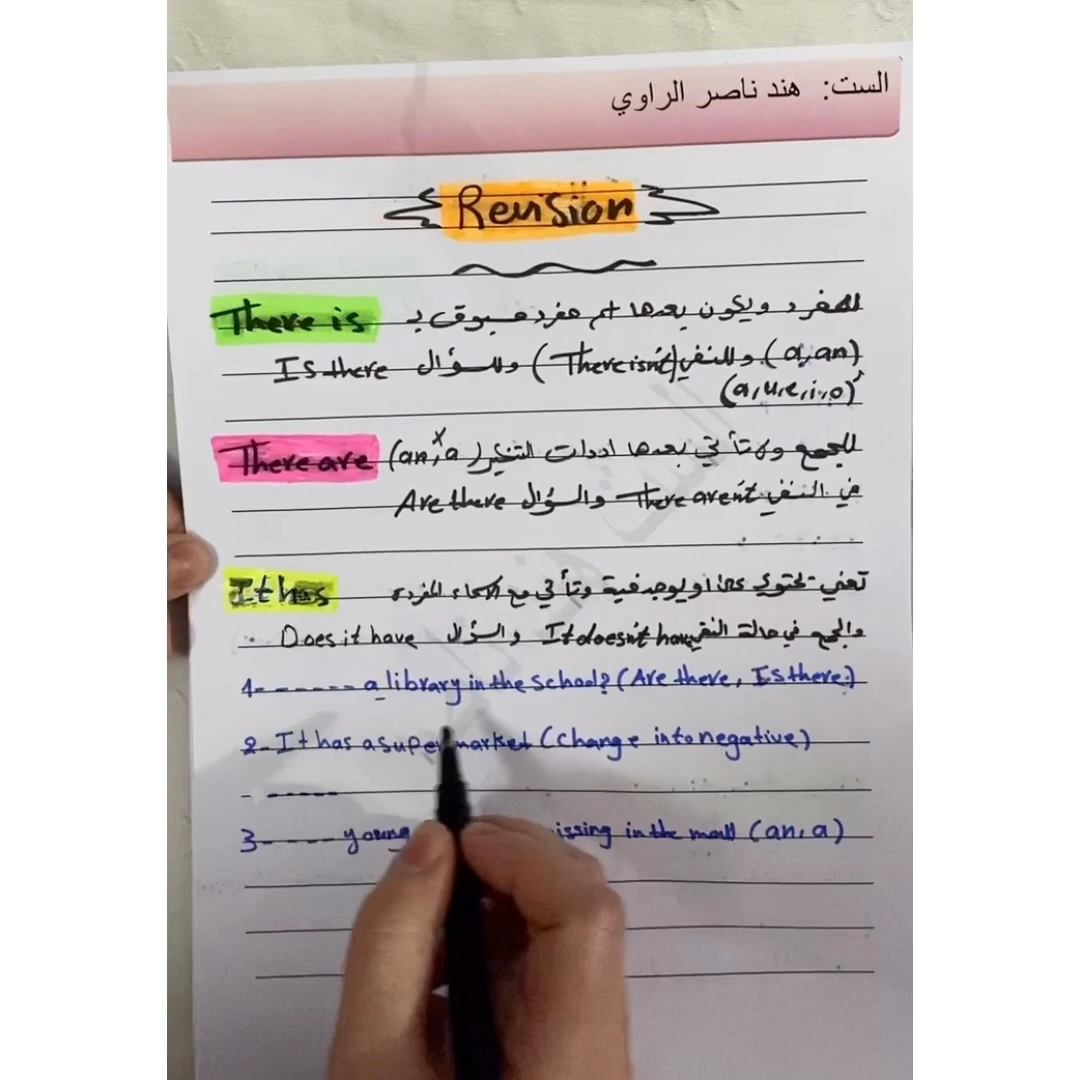 الست: هند ناصر الراوي
Revision
There is للمفرد ويكون بعدها اسم مفرد مسبوق بـ
(a, an) وللنفي (There isn't) وللسؤال Is there
(a, u, e, i, o)
There are للجمع ولا تأتي بعدها ادوات التنكير (an, a)
في النفي There aren't والسؤال Are there
It has تعني تحتوي على او يوجد فيه وتأتي مع الاسماء المفردة
والجمع في حالة النفي It doesn't have والسؤال Does it have
1- ------- a library in the school? (Are there, Is there)
2- It has a supermarked (change into negative)
- ------
3- ----- young issing in the mall (an, a)